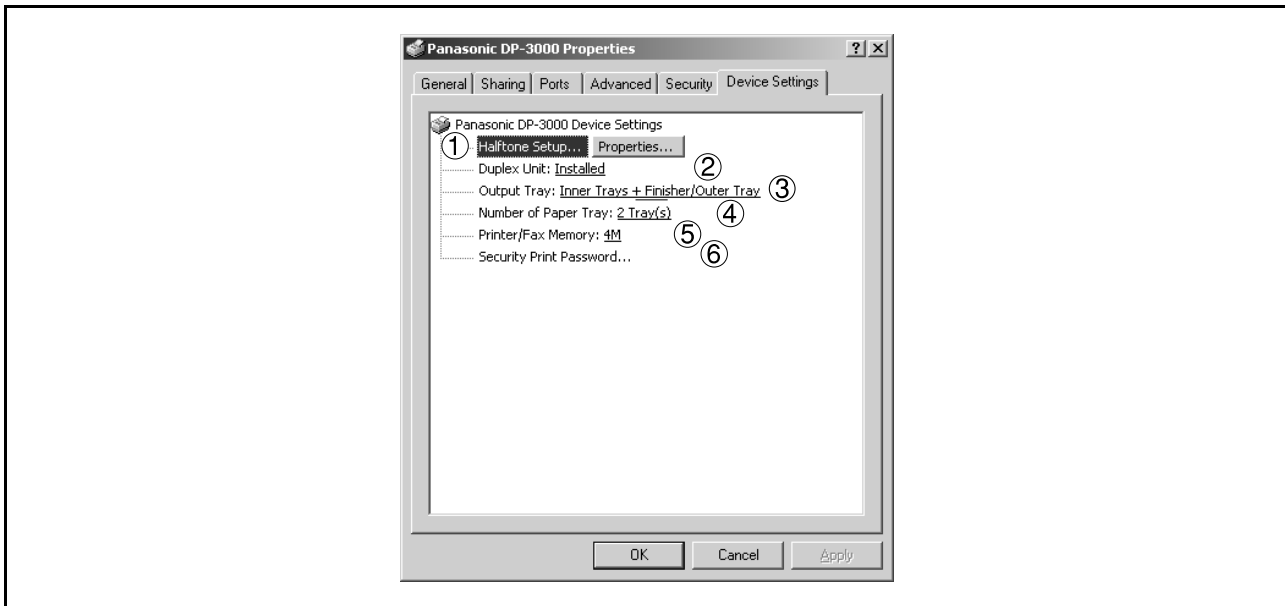 Panasonic DP-3000 Properties
General Sharing Ports Advanced Security Device Settings
Panasonic DP-3000 Device Settings
① Halftone Setup... Properties...
Duplex Unit: Installed ②
Output Tray: Inner Trays + Finisher/Outer Tray ③
Number of Paper Tray: 2 Tray(s) ④
Printer/Fax Memory: 4M ⑤
Security Print Password... ⑥
OK Cancel Apply